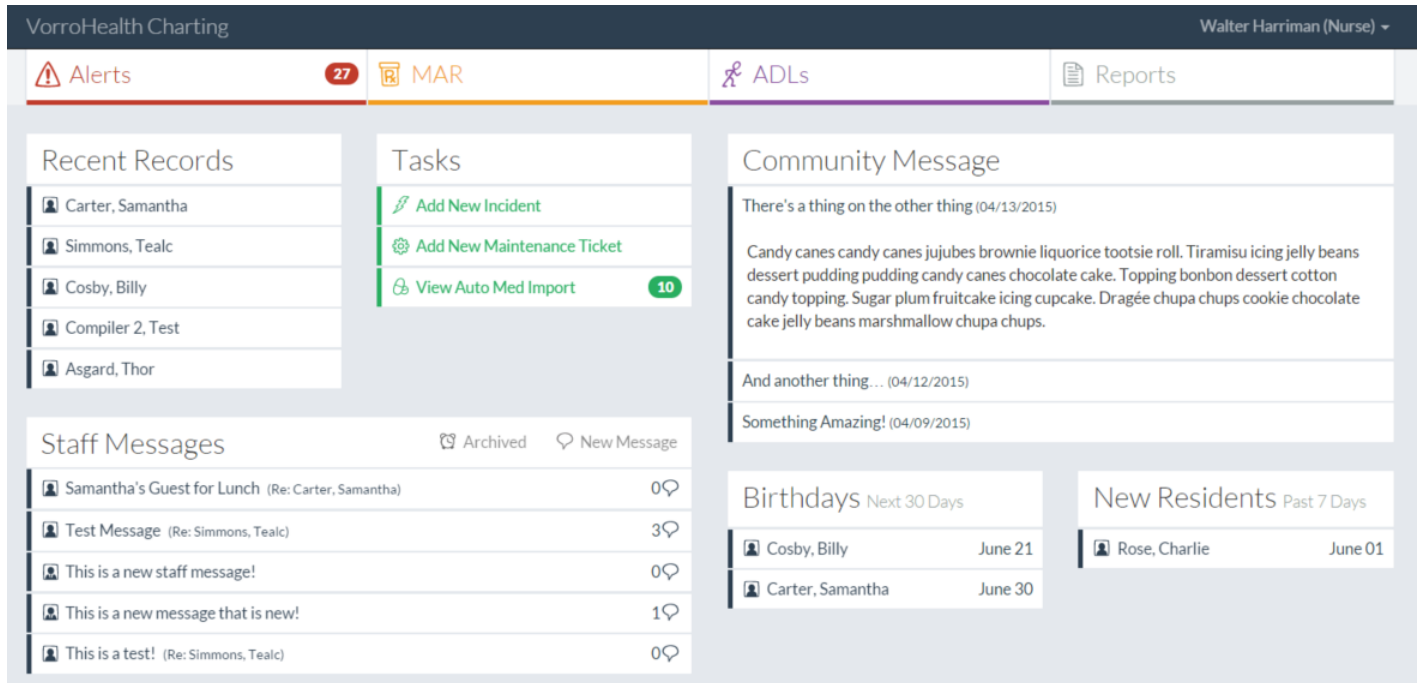 VorroHealth Charting
Walter Harriman (Nurse)
Alerts 27
MAR
ADLs
Reports
Recent Records
Carter, Samantha
Simmons, Tealc
Cosby, Billy
Compiler 2, Test
Asgard, Thor
Tasks
Add New Incident
Add New Maintenance Ticket
View Auto Med Import 10
Community Message
There's a thing on the other thing (04/13/2015)
Candy canes candy canes jujubes brownie liquorice tootsie roll. Tiramisu icing jelly beans
dessert pudding pudding candy canes chocolate cake. Topping bonbon dessert cotton
candy topping. Sugar plum fruitcake icing cupcake. Dragée chupa chups cookie chocolate
cake jelly beans marshmallow chupa chups.
And another thing… (04/12/2015)
Something Amazing! (04/09/2015)
Staff Messages Archived New Message
Samantha's Guest for Lunch (Re: Carter, Samantha) 0
Test Message (Re: Simmons, Tealc) 3
This is a new staff message! 0
This is a new message that is new! 1
This is a test! (Re: Simmons, Tealc) 0
Birthdays Next 30 Days
Cosby, Billy June 21
Carter, Samantha June 30
New Residents Past 7 Days
Rose, Charlie June 01